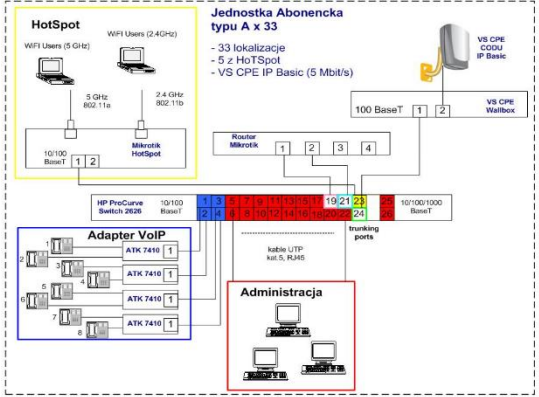 HotSpot
WiFI Users (2.4GHz)
WiFI Users (5 GHz)
5 GHz
802.11a
2.4 GHz
802.11b
10/100
BaseT
1 2
Mikrotik
HotSpot
Jednostka Abonencka
typu A x 33
- 33 lokalizacje
- 5 z HoTSpot
- VS CPE IP Basic (5 Mbit/s)
VS CPE
CODU
IP Basic
100 BaseT
1 2
VS CPE
Wallbox
Router
Mikrotik
1 2 3 4
HP ProCurve
Switch 2626
10/100
BaseT
1 3 5 7 9 11 13 15 17 19 21 23 25
2 4 6 8 10 12 14 16 18 20 22 24 26
10/100/1000
BaseT
trunking
ports
kable UTP
kat.5, RJ45
Adapter VoIP
1
2
ATK 7410 1
3
4
ATK 7410 1
5
6
ATK 7410 1
7
8
ATK 7410 1
Administracja